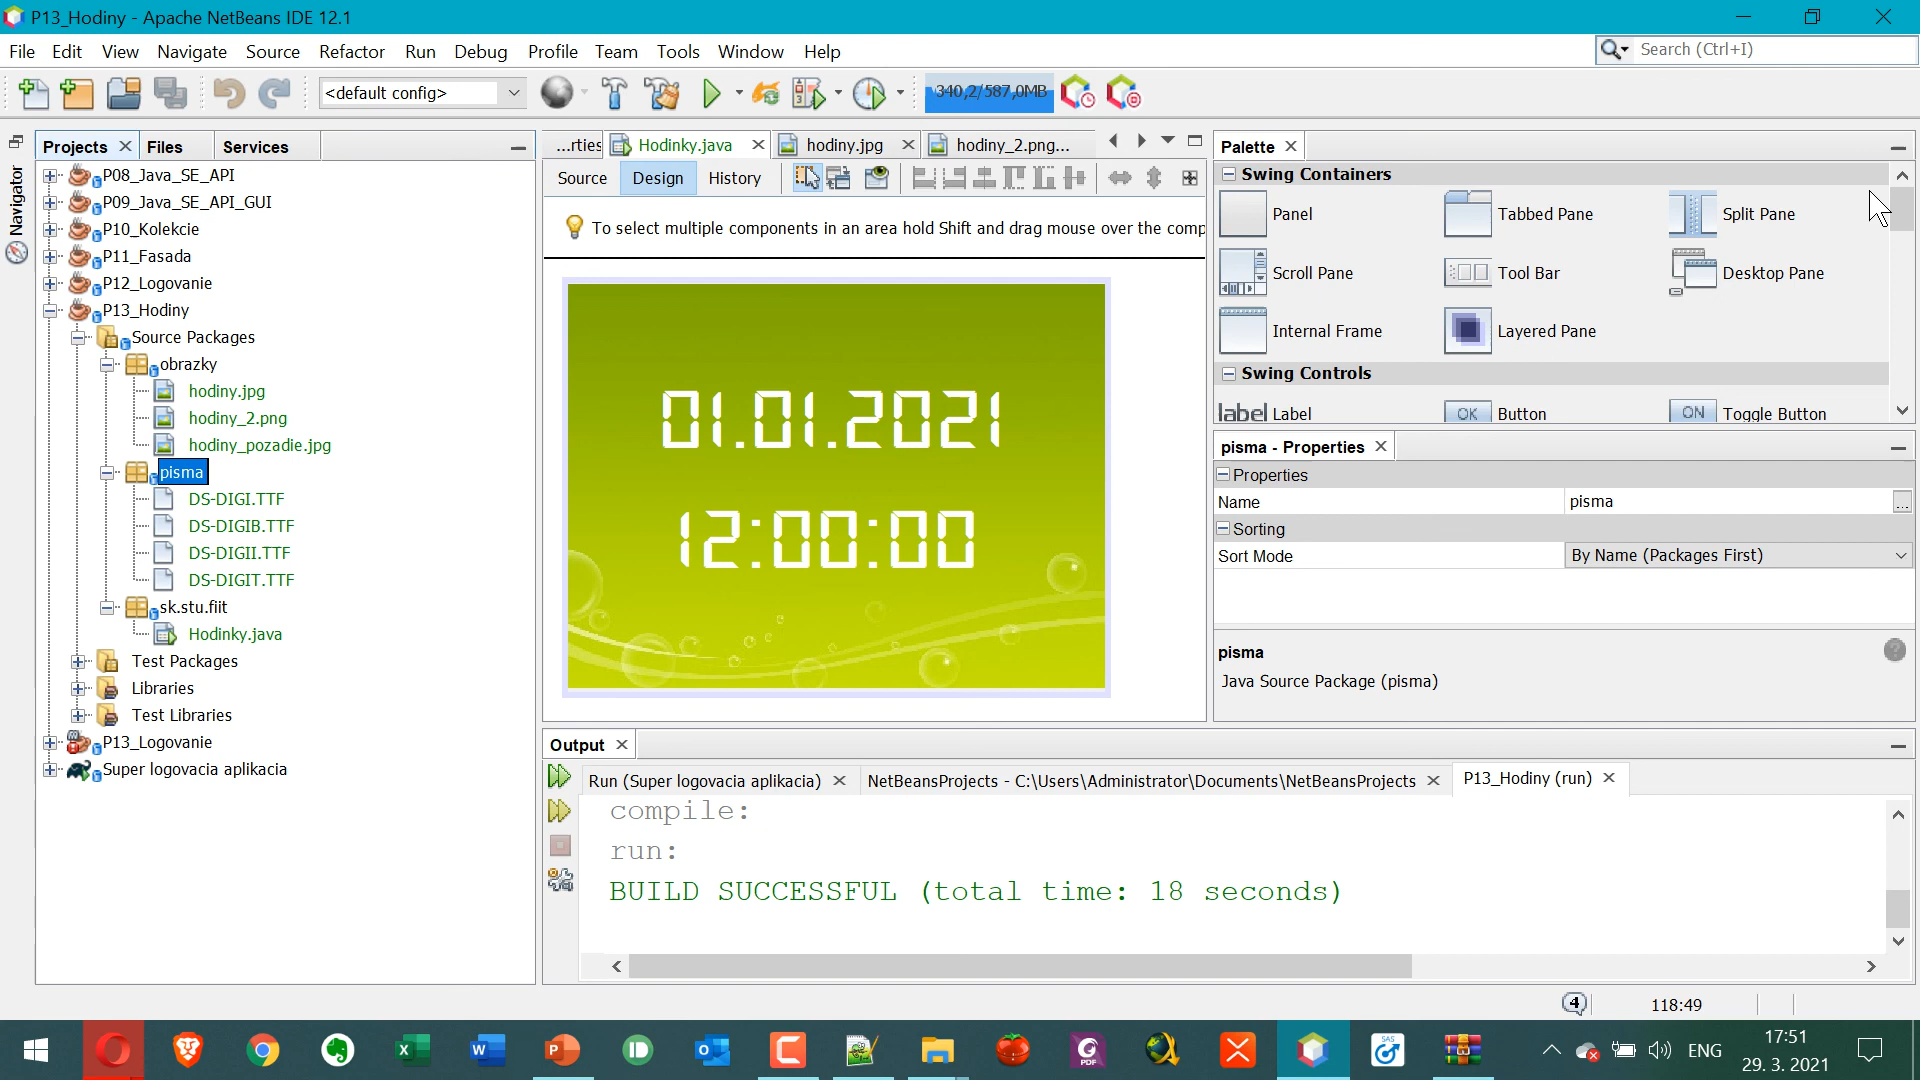 P13_Hodiny - Apache NetBeans IDE 12.1
File Edit View Navigate Source Refactor Run Debug Profile Team Tools Window Help
Search (Ctrl+I)
<default config>
340,2/587,0MB
Navigator
Projects Files Services
P08_Java_SE_API
P09_Java_SE_API_GUI
P10_Kolekcie
P11_Fasada
P12_Logovanie
P13_Hodiny
Source Packages
obrazky
hodiny.jpg
hodiny_2.png
hodiny_pozadie.jpg
pisma
DS-DIGI.TTF
DS-DIGIB.TTF
DS-DIGII.TTF
DS-DIGIT.TTF
sk.stu.fiit
Hodinky.java
Test Packages
Libraries
Test Libraries
P13_Logovanie
Super logovacia aplikacia
...rties Hodinky.java hodiny.jpg hodiny_2.png...
Source Design History
To select multiple components in an area hold Shift and drag mouse over the comp
01.01.2021
12:00:00
Palette
Swing Containers
Panel Tabbed Pane Split Pane
Scroll Pane Tool Bar Desktop Pane
Internal Frame Layered Pane
Swing Controls
label Label OK Button ON Toggle Button
pisma - Properties
Properties
Name pisma ...
Sorting
Sort Mode By Name (Packages First)
pisma
Java Source Package (pisma)
Output
Run (Super logovacia aplikacia) NetBeansProjects - C:\Users\Administrator\Documents\NetBeansProjects P13_Hodiny (run)
compile:
run:
BUILD SUCCESSFUL (total time: 18 seconds)
4 118:49
ENG
17:51
29. 3. 2021